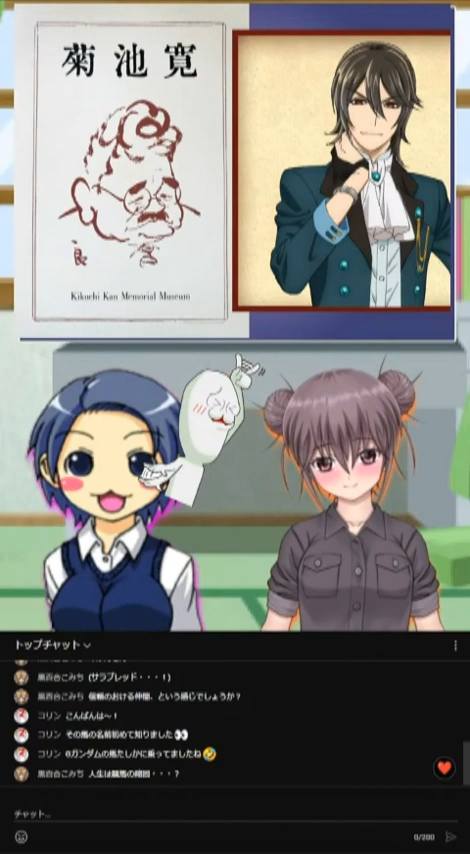 菊池寛
Kikuchi Kan Memorial Museum
トップチャット
黒百合こみち (サラブレッド・・・!)
黒百合こみち 信頼のおける仲間、という感じでしょうか?
コリン こんばんは〜!
コリン その馬の名前初めて知りました👀
コリン Gガンダムの馬たしかに乗ってましたね🤣
黒百合こみち 人生は競馬の縮図・・・?
チャット...
0/200